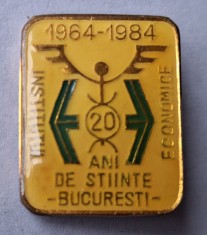 1964-1984
INSTITUTUL
20
ECONOMICE
ANI
DE STIINTE
-BUCURESTI-